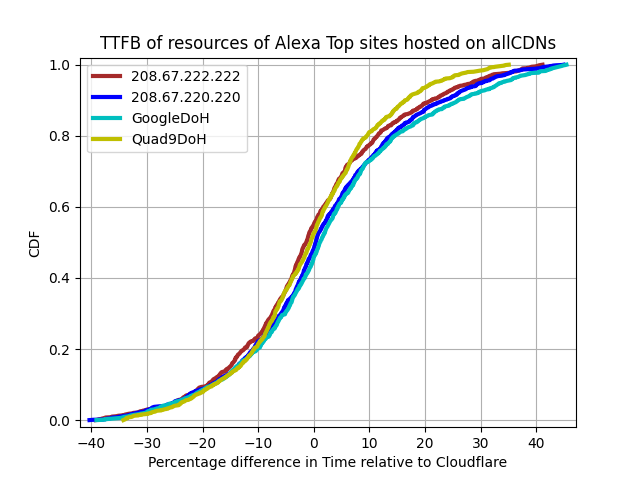 TTFB of resources of Alexa Top sites hosted on allCDNs
208.67.222.222
208.67.220.220
GoogleDoH
Quad9DoH
CDF
1.0
0.8
0.6
0.4
0.2
0.0
−40 −30 −20 −10 0 10 20 30 40
Percentage difference in Time relative to Cloudflare